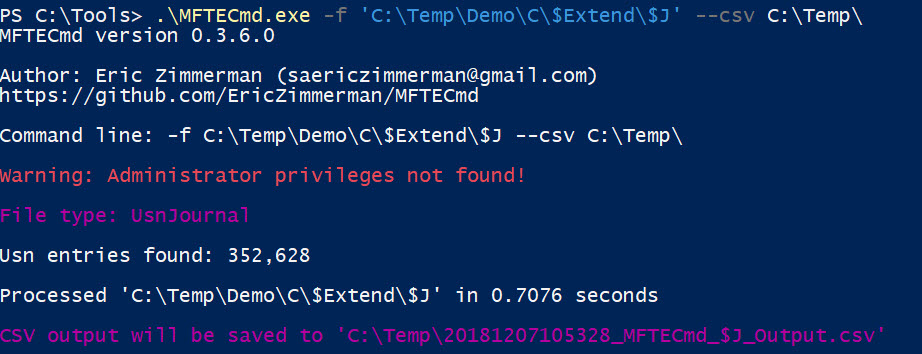 PS C:\Tools> .\MFTECmd.exe -f 'C:\Temp\Demo\C\$Extend\$J' --csv C:\Temp\
MFTECmd version 0.3.6.0
Author: Eric Zimmerman (saericzimmerman@gmail.com)
https://github.com/EricZimmerman/MFTECmd
Command line: -f C:\Temp\Demo\C\$Extend\$J --csv C:\Temp\
Warning: Administrator privileges not found!
File type: UsnJournal
Usn entries found: 352,628
Processed 'C:\Temp\Demo\C\$Extend\$J' in 0.7076 seconds
CSV output will be saved to 'C:\Temp\20181207105328_MFTECmd_$J_Output.csv'